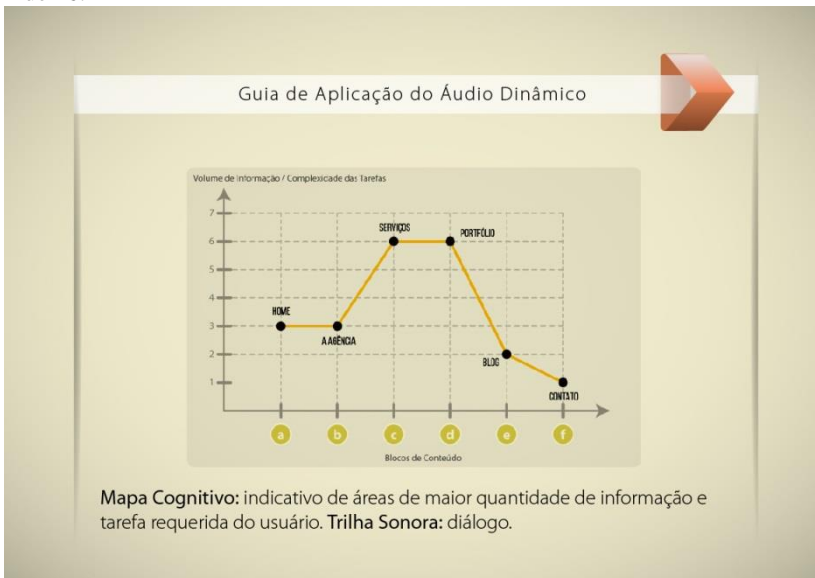 Guia de Aplicação do Áudio Dinâmico
Volume de Informação / Complexidade das Tarefas
7
6
5
4
3
2
1
SERVIÇOS
PORTFÓLIO
HOME
A AGÊNCIA
BLOG
CONTATO
a b c d e f
Blocos de Conteúdo
Mapa Cognitivo: indicativo de áreas de maior quantidade de informação e
tarefa requerida do usuário. Trilha Sonora: diálogo.